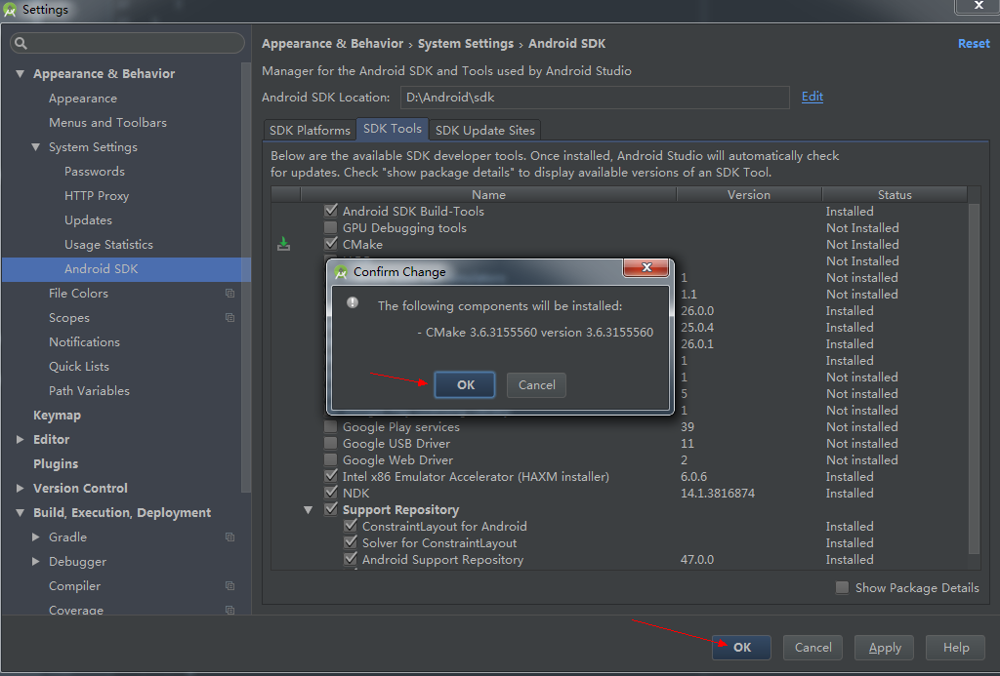 Settings
Appearance & Behavior
Appearance
Menus and Toolbars
System Settings
Passwords
HTTP Proxy
Updates
Usage Statistics
Android SDK
File Colors
Scopes
Notifications
Quick Lists
Path Variables
Keymap
Editor
Plugins
Version Control
Build, Execution, Deployment
Gradle
Debugger
Compiler
Coverage
Appearance & Behavior › System Settings › Android SDK
Reset
Manager for the Android SDK and Tools used by Android Studio
Android SDK Location: D:\Android\sdk Edit
SDK Platforms SDK Tools SDK Update Sites
Below are the available SDK developer tools. Once installed, Android Studio will automatically check
for updates. Check "show package details" to display available versions of an SDK Tool.
Name Version Status
Android SDK Build-Tools Installed
GPU Debugging tools Not Installed
CMake Not Installed
Not Installed
1 Not installed
1.1 Not installed
26.0.0 Installed
25.0.4 Installed
26.0.1 Installed
1 Installed
1 Not installed
5 Not installed
1 Not installed
Google Play services 39 Not installed
Google USB Driver 11 Not installed
Google Web Driver 2 Not installed
Intel x86 Emulator Accelerator (HAXM installer) 6.0.6 Installed
NDK 14.1.3816874 Installed
Support Repository
ConstraintLayout for Android Installed
Solver for ConstraintLayout Installed
Android Support Repository 47.0.0 Installed
Show Package Details
Confirm Change
The following components will be installed:
- CMake 3.6.3155560 version 3.6.3155560
OK Cancel
OK Cancel Apply Help